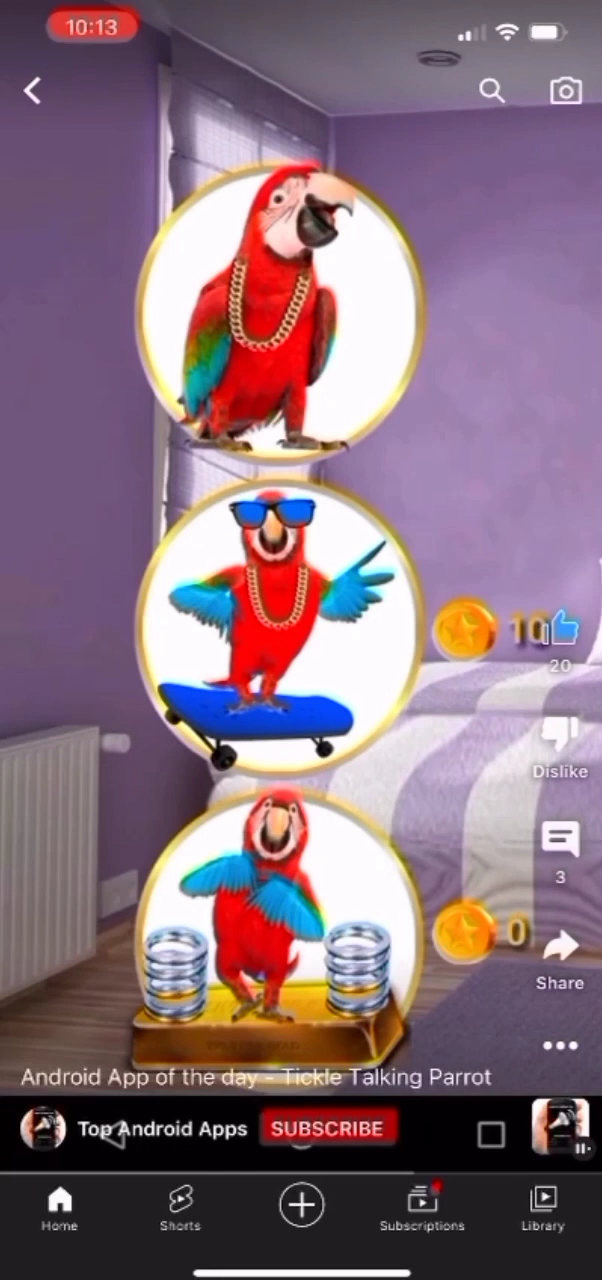 10:13
10
20
Dislike
3
0
Share
Android App of the day - Tickle Talking Parrot
Top Android Apps SUBSCRIBE
Home Shorts Subscriptions Library